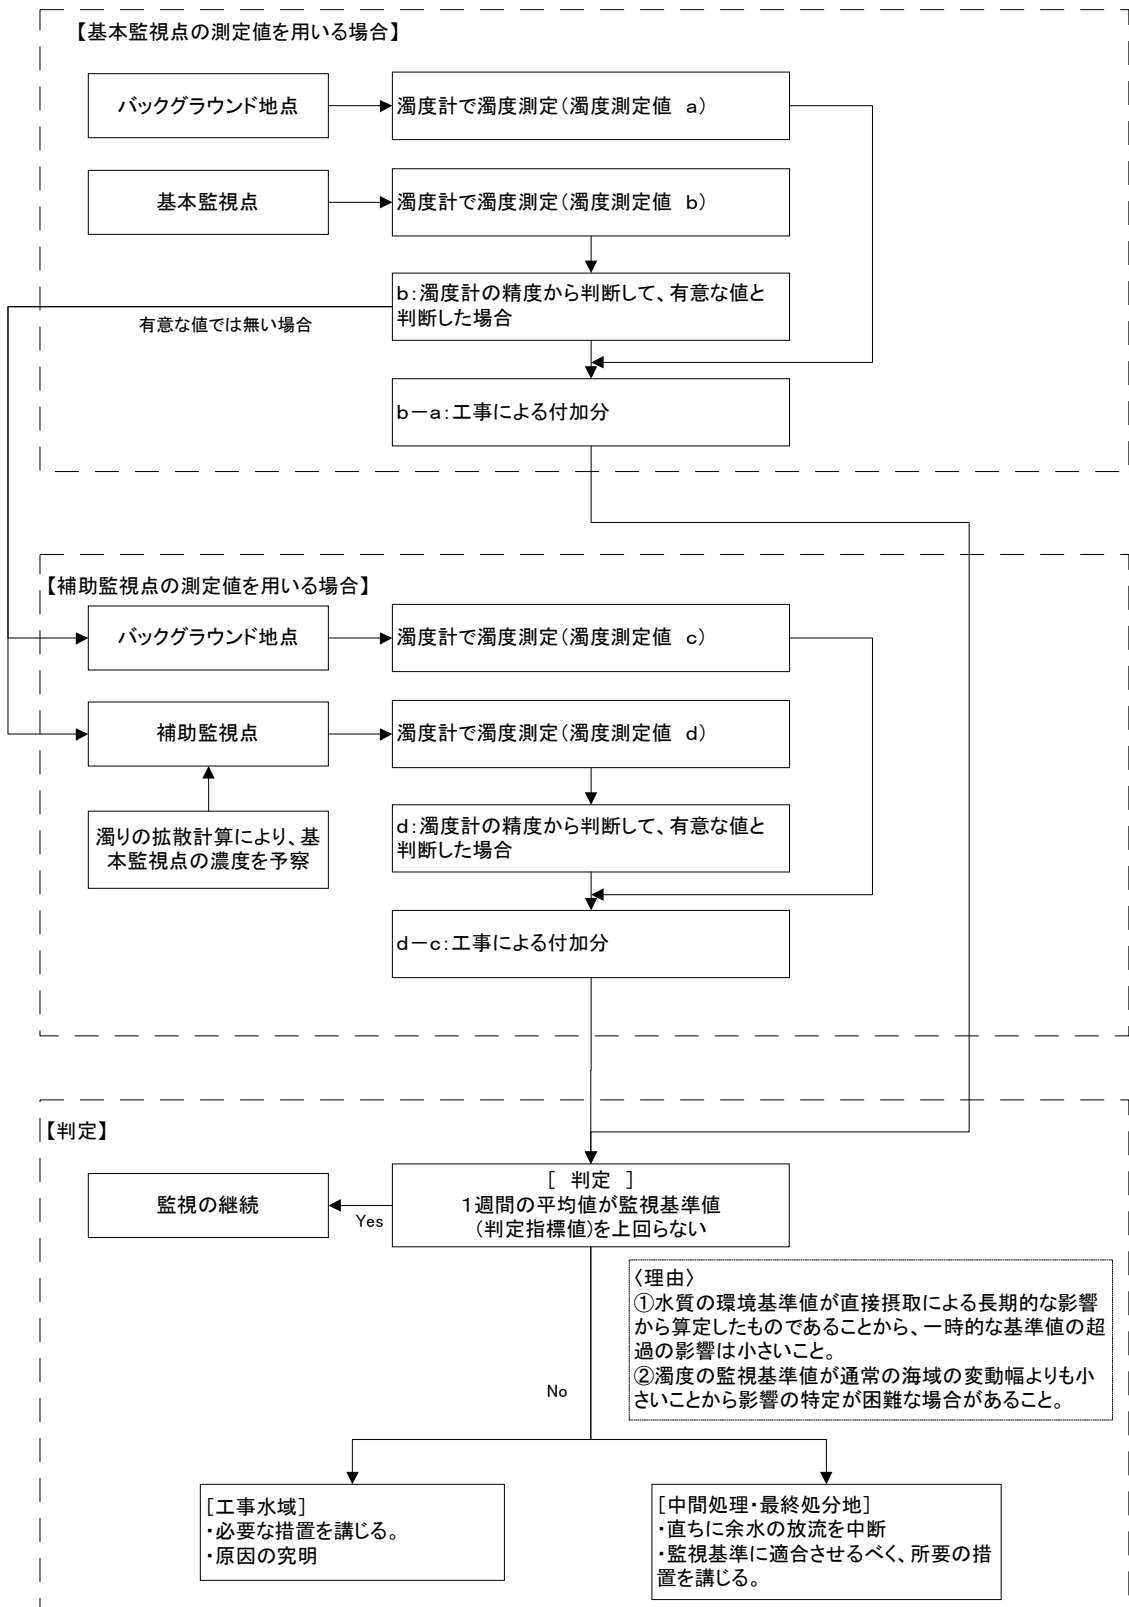 【基本監視点の測定値を用いる場合】
バックグラウンド地点
濁度計で濁度測定（濁度測定値　a）
基本監視点
濁度計で濁度測定（濁度測定値　b）
b：濁度計の精度から判断して、有意な値と
判断した場合
有意な値では無い場合
b－a：工事による付加分
【補助監視点の測定値を用いる場合】
バックグラウンド地点
濁度計で濁度測定（濁度測定値　c）
補助監視点
濁度計で濁度測定（濁度測定値　d）
濁りの拡散計算により、基
本監視点の濃度を予察
d：濁度計の精度から判断して、有意な値と
判断した場合
d－c：工事による付加分
【判定】
監視の継続
Yes
［　判定　］
１週間の平均値が監視基準値
（判定指標値）を上回らない
〈理由〉
①水質の環境基準値が直接摂取による長期的な影響
から算定したものであることから、一時的な基準値の超
過の影響は小さいこと。
②濁度の監視基準値が通常の海域の変動幅よりも小
さいことから影響の特定が困難な場合があること。
No
［工事水域］
・必要な措置を講じる。
・原因の究明
［中間処理・最終処分地］
・直ちに余水の放流を中断
・監視基準に適合させるべく、所要の措
置を講じる。